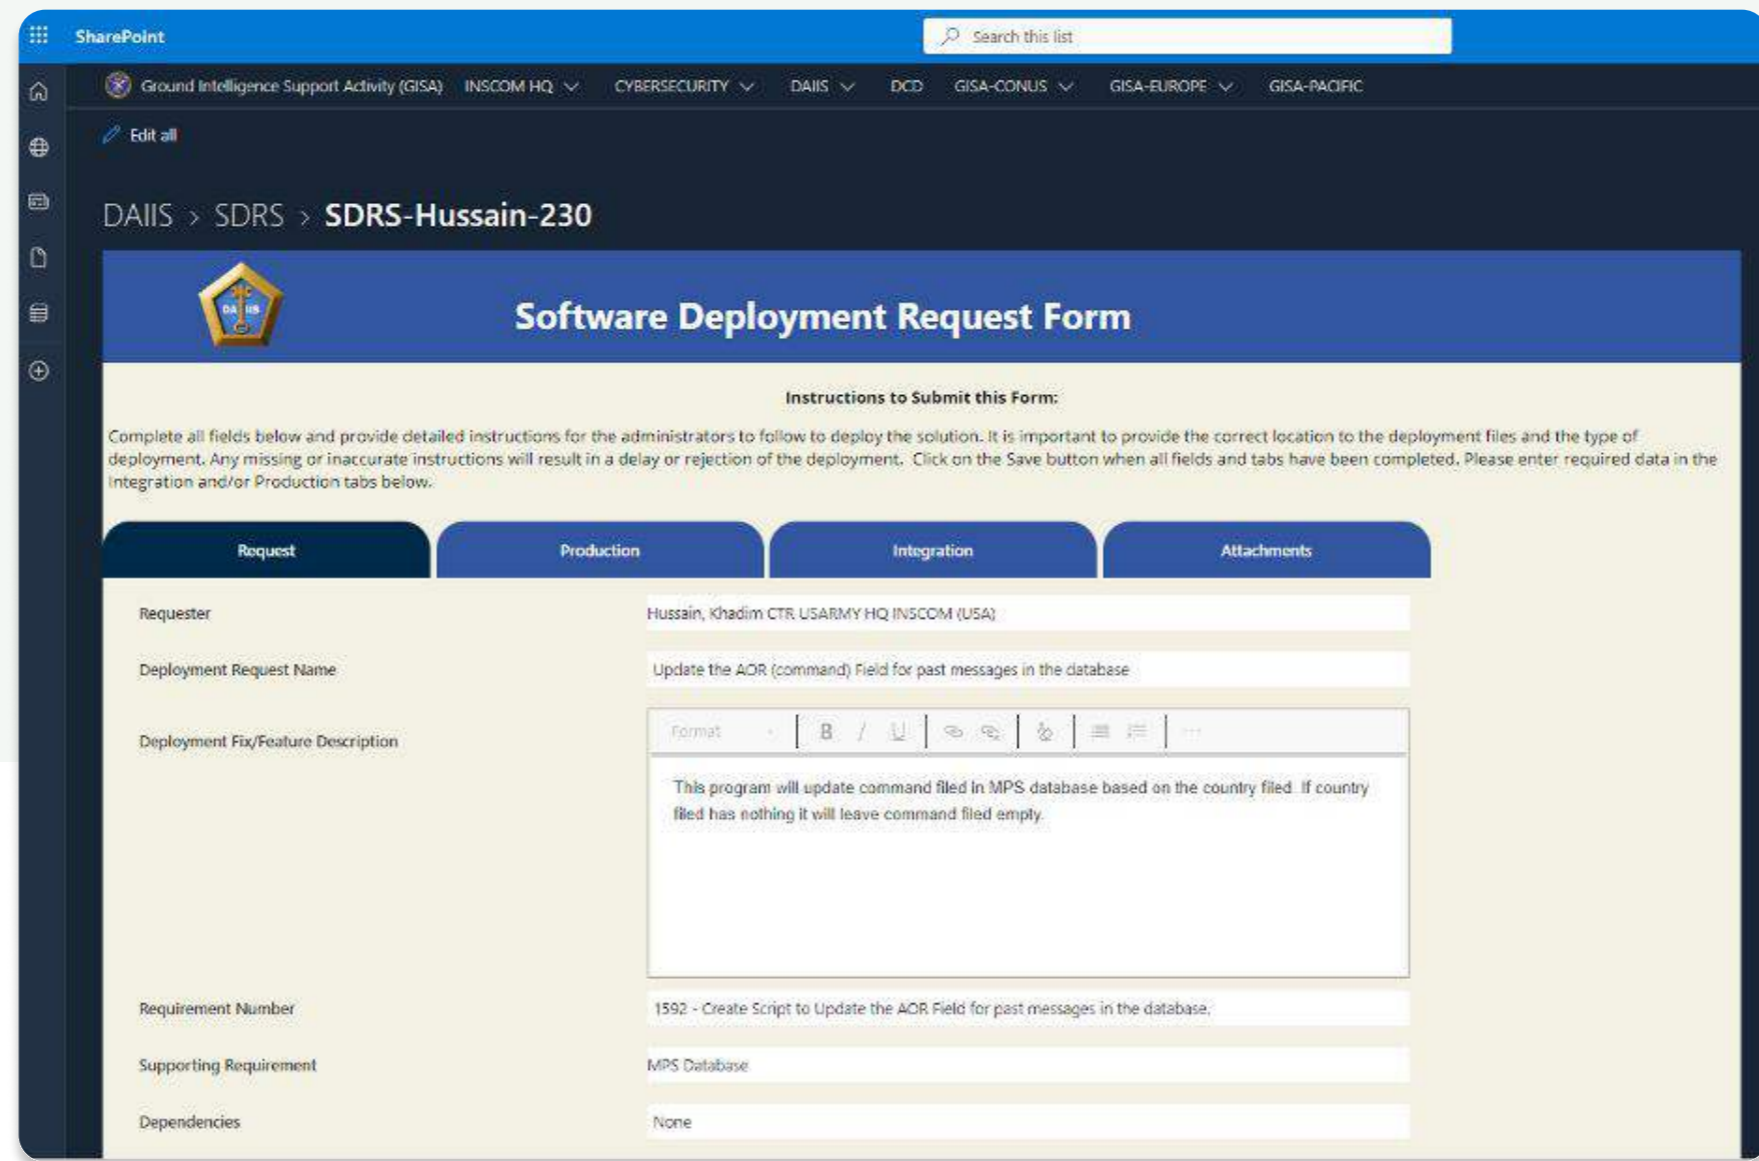 SharePoint
Search this list
Ground Intelligence Support Activity (GISA) INSCOM HQ CYBERSECURITY DAIIS DCD GISA-CONUS GISA-EUROPE GISA-PACIFIC
Edit all
DAIIS > SDRS > SDRS-Hussain-230
DA IIS
Software Deployment Request Form
Instructions to Submit this Form:
Complete all fields below and provide detailed instructions for the administrators to follow to deploy the solution. It is important to provide the correct location to the deployment files and the type of
deployment. Any missing or inaccurate instructions will result in a delay or rejection of the deployment. Click on the Save button when all fields and tabs have been completed. Please enter required data in the
Integration and/or Production tabs below.
Request Production Integration Attachments
Requester Hussain, Khadim CTR USARMY HQ INSCOM (USA)
Deployment Request Name Update the AOR (command) Field for past messages in the database
Format B I U
Deployment Fix/Feature Description
This program will update command filed in MPS database based on the country filed. If country
filed has nothing it will leave command filed empty.
Requirement Number 1592 - Create Script to Update the AOR Field for past messages in the database.
Supporting Requirement MPS Database
Dependencies None